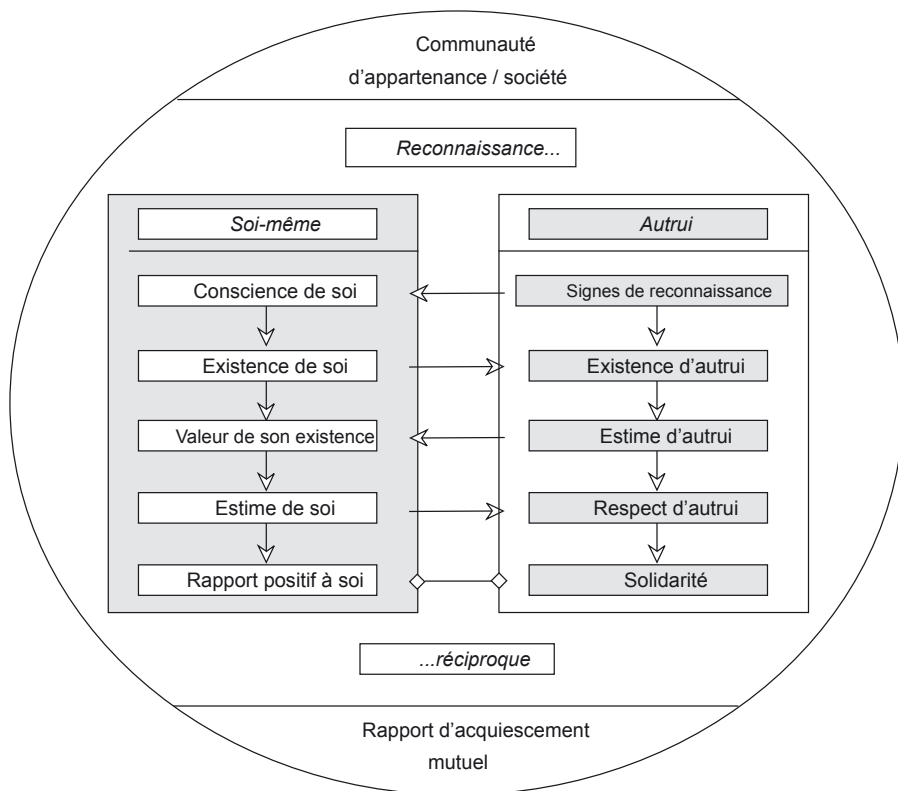 Communauté
d’appartenance / société
Reconnaissance...
Soi-même
Autrui
Conscience de soi
Signes de reconnaissance
Existence de soi
Existence d’autrui
Valeur de son existence
Estime d’autrui
Estime de soi
Respect d’autrui
Rapport positif à soi
Solidarité
...réciproque
Rapport d’acquiescement
mutuel